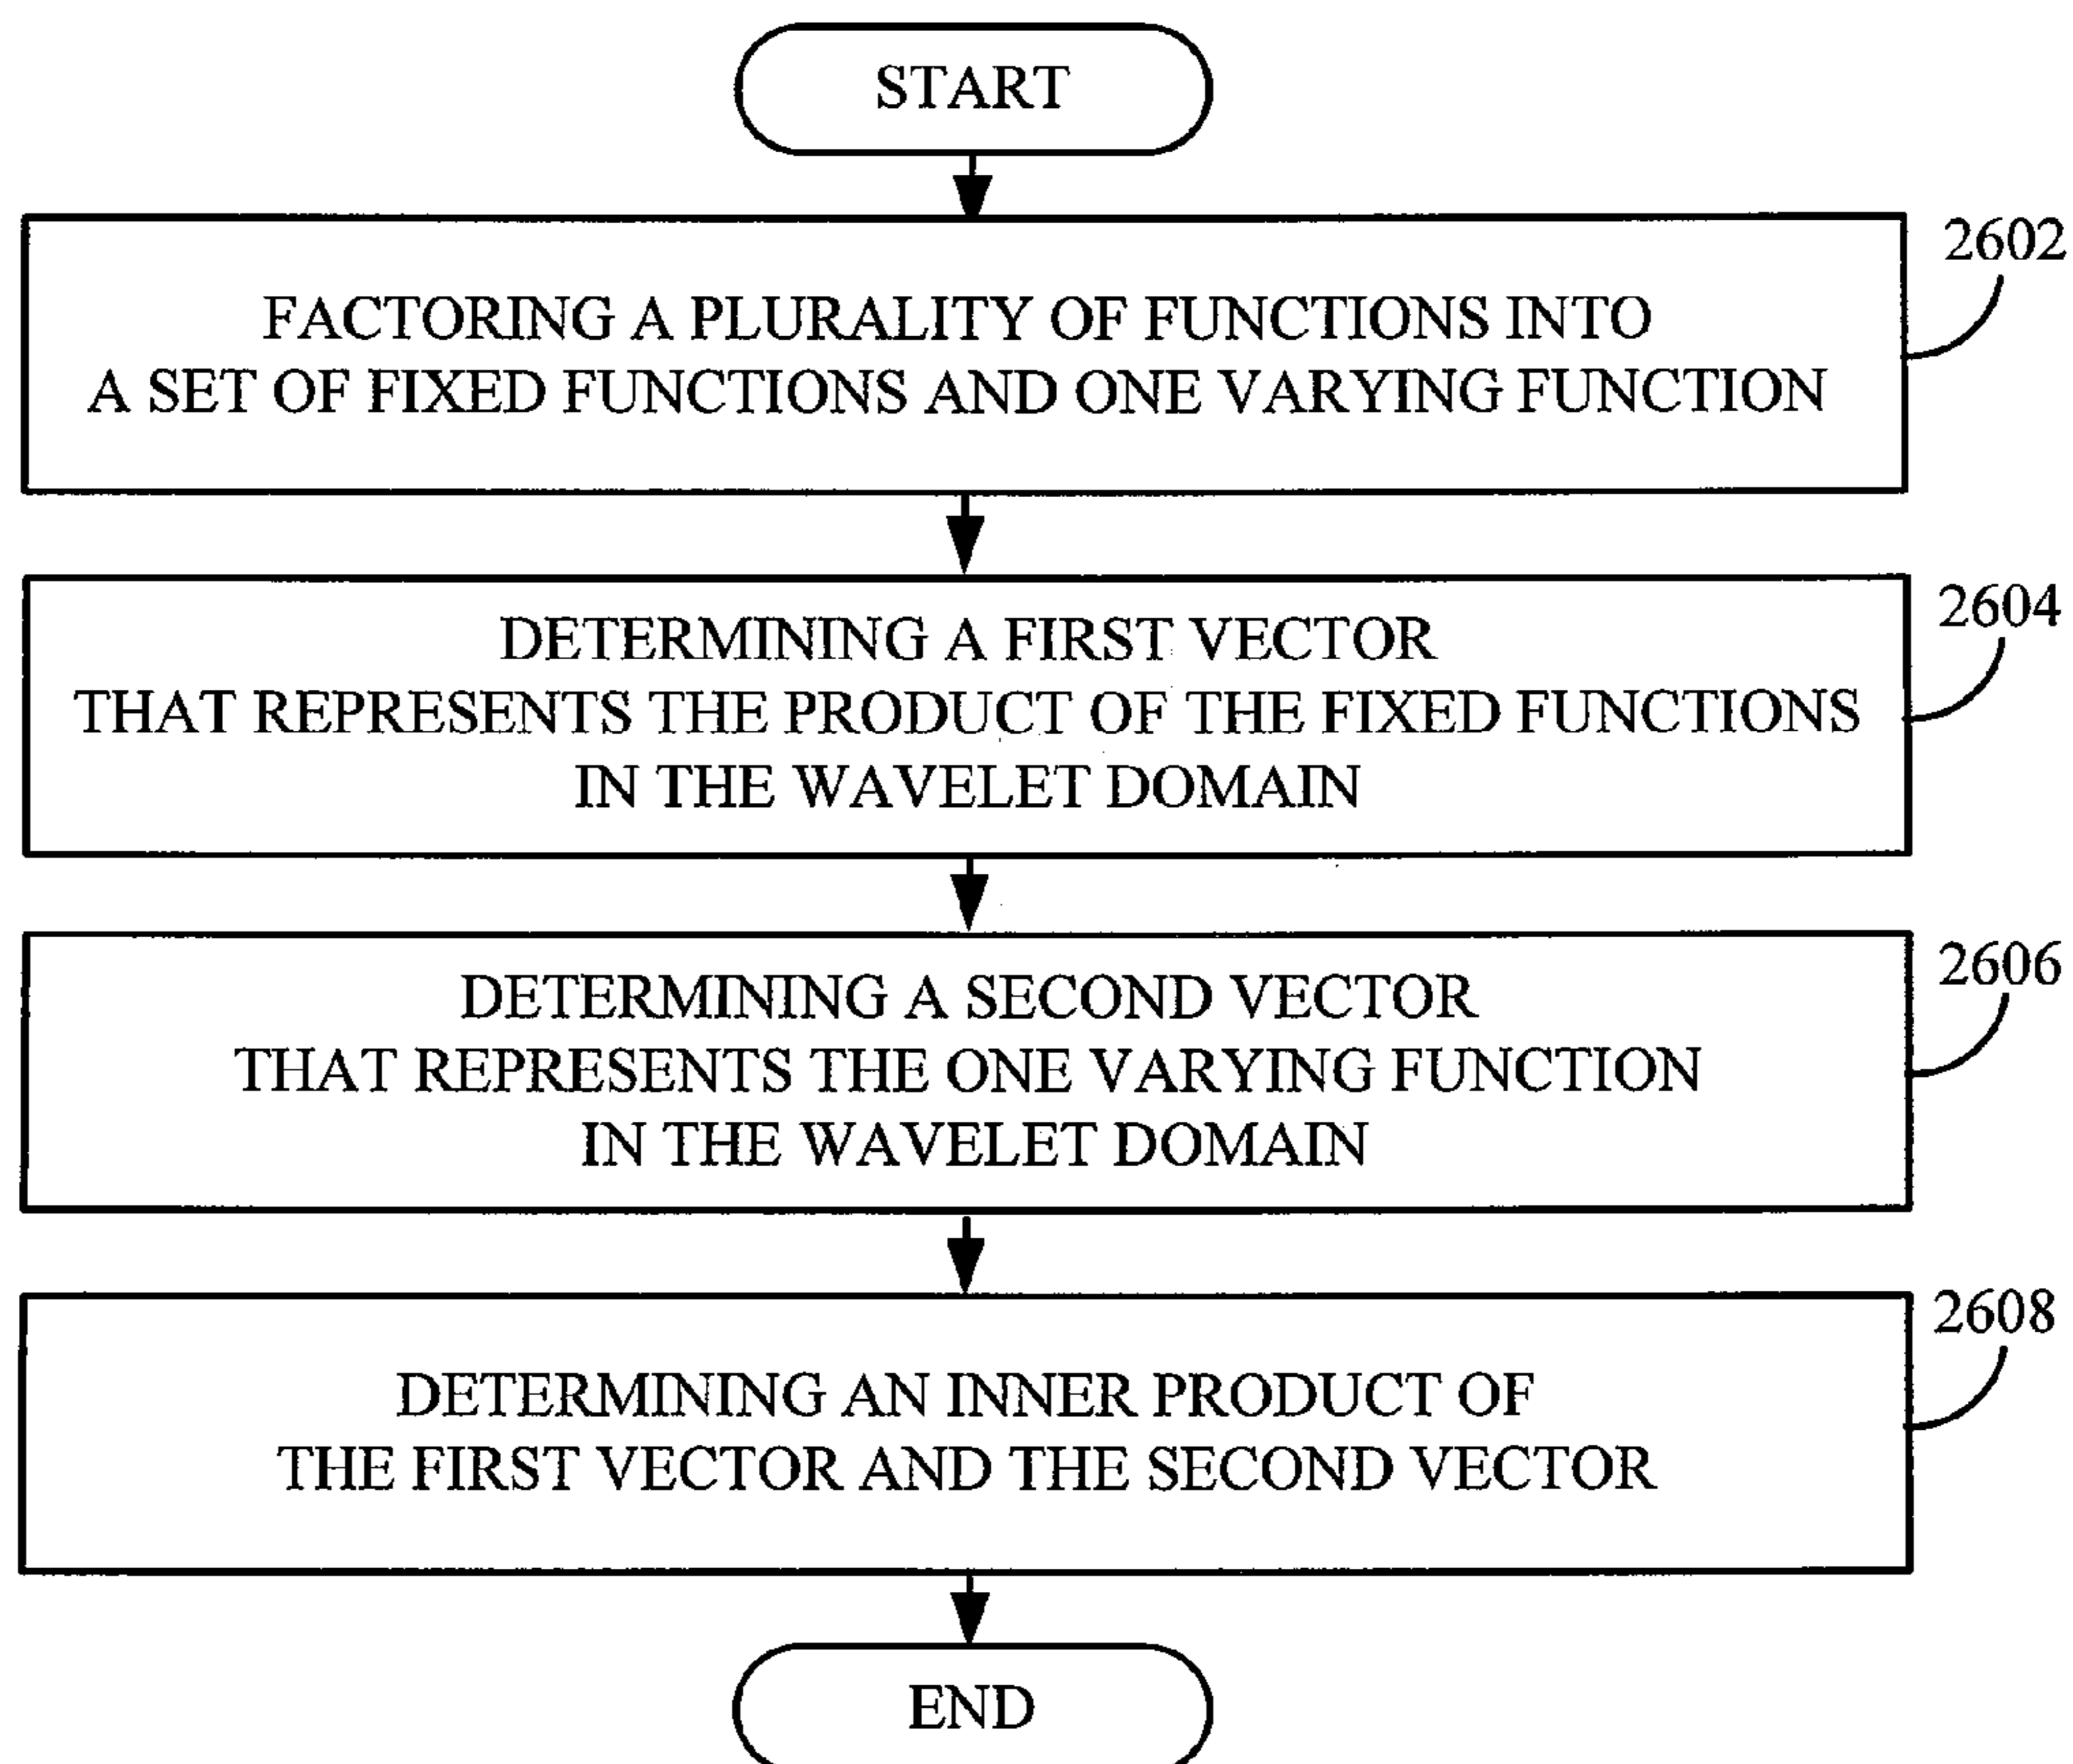 START
2602
FACTORING A PLURALITY OF FUNCTIONS INTO
A SET OF FIXED FUNCTIONS AND ONE VARYING FUNCTION
2604
DETERMINING A FIRST VECTOR
THAT REPRESENTS THE PRODUCT OF THE FIXED FUNCTIONS
IN THE WAVELET DOMAIN
2606
DETERMINING A SECOND VECTOR
THAT REPRESENTS THE ONE VARYING FUNCTION
IN THE WAVELET DOMAIN
2608
DETERMINING AN INNER PRODUCT OF
THE FIRST VECTOR AND THE SECOND VECTOR
END